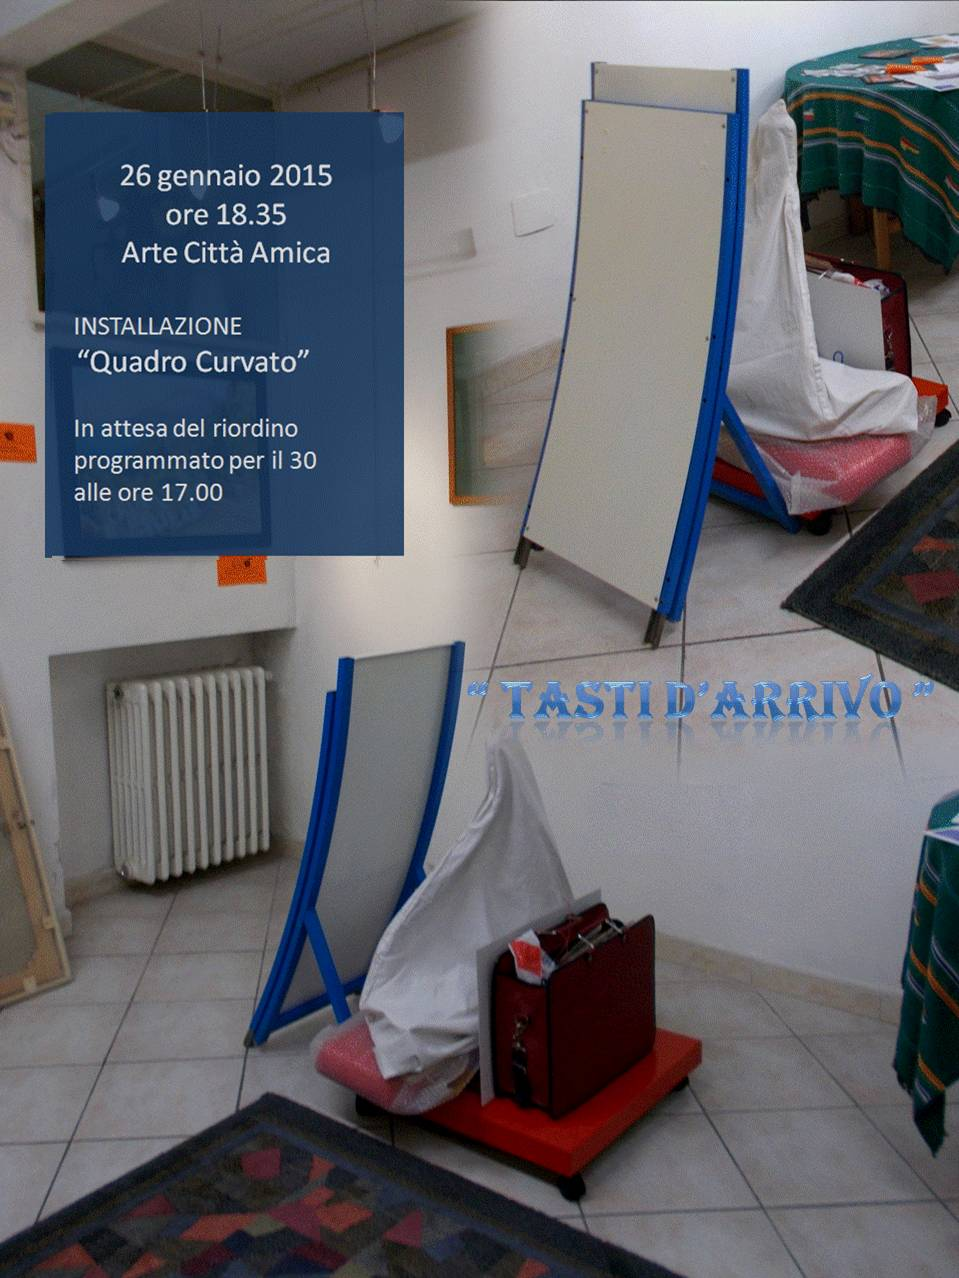 26 gennaio 2015
ore 18.35
Arte Città Amica
INSTALLAZIONE
“Quadro Curvato”
In attesa del riordino
programmato per il 30
alle ore 17.00
“ TASTI D’ARRIVO ”